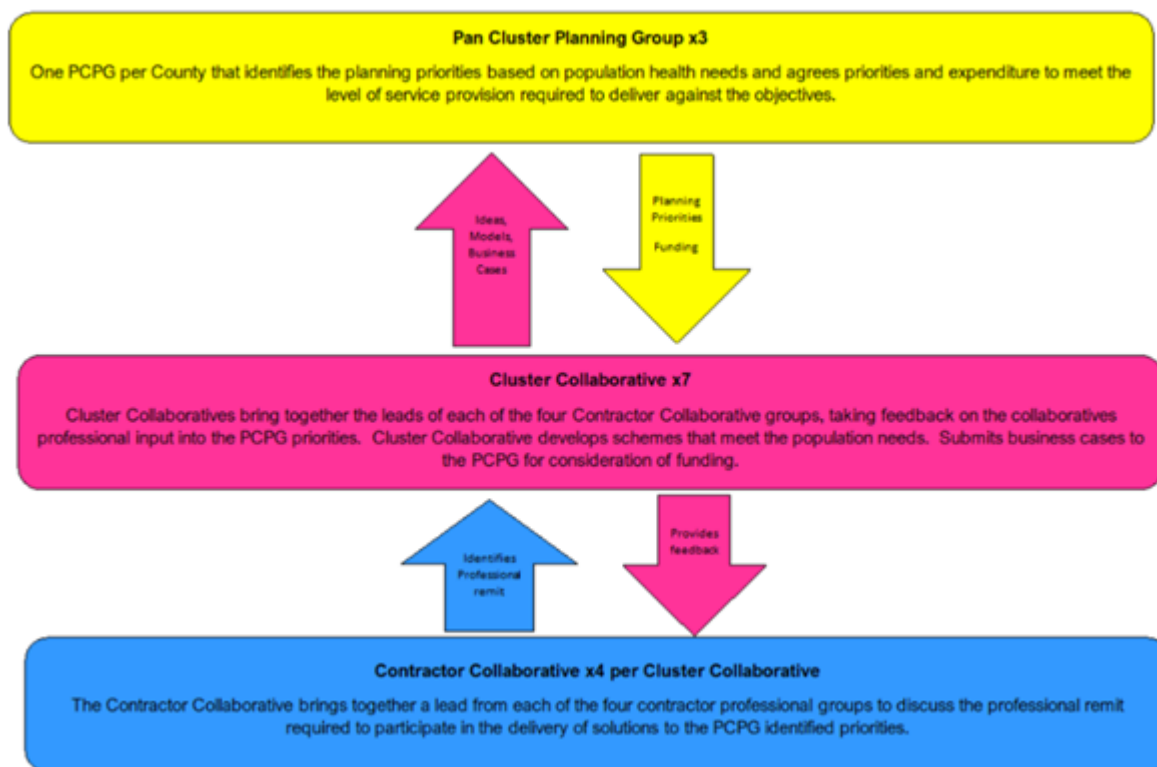 Pan Cluster Planning Group x3
One PCPG per County that identifies the planning priorities based on population health needs and agrees priorities and expenditure to meet the
level of service provision required to deliver against the objectives.
Ideas,
Models,
Business
Cases
Planning
Priorities
Funding
Cluster Collaborative x7
Cluster Collaboratives bring together the leads of each of the four Contractor Collaborative groups, taking feedback on the collaboratives
professional input into the PCPG priorities.  Cluster Collaborative develops schemes that meet the population needs.  Submits business cases to
the PCPG for consideration of funding.
Identifies
Professional
remit
Provides
feedback
Contractor Collaborative x4 per Cluster Collaborative
The Contractor Collaborative brings together a lead from each of the four contractor professional groups to discuss the professional remit
required to participate in the delivery of solutions to the PCPG identified priorities.